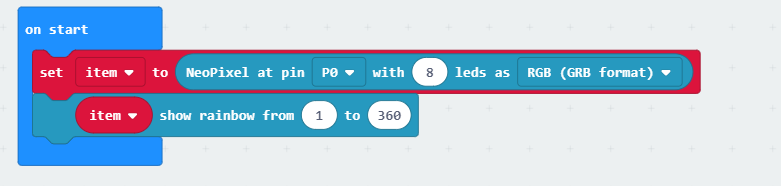 on start
set item to NeoPixel at pin P0 with 8 leds as RGB (GRB format)
item show rainbow from 1 to 360